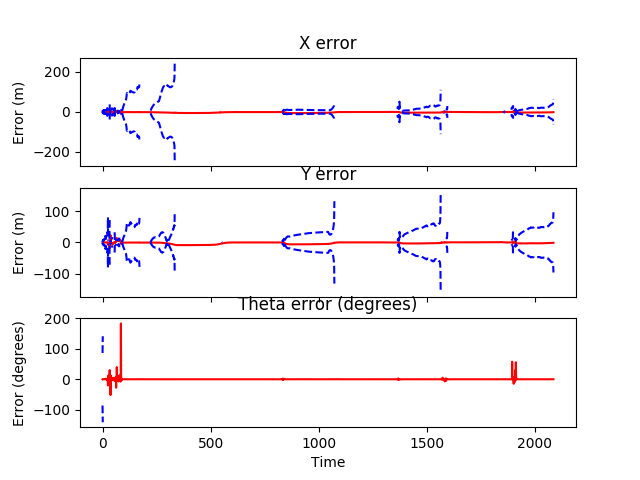 X error
Error (m)
200
0
−200
Y error
Error (m)
100
0
−100
Theta error (degrees)
Error (degrees)
200
100
0
−100
0
500
1000
1500
2000
Time